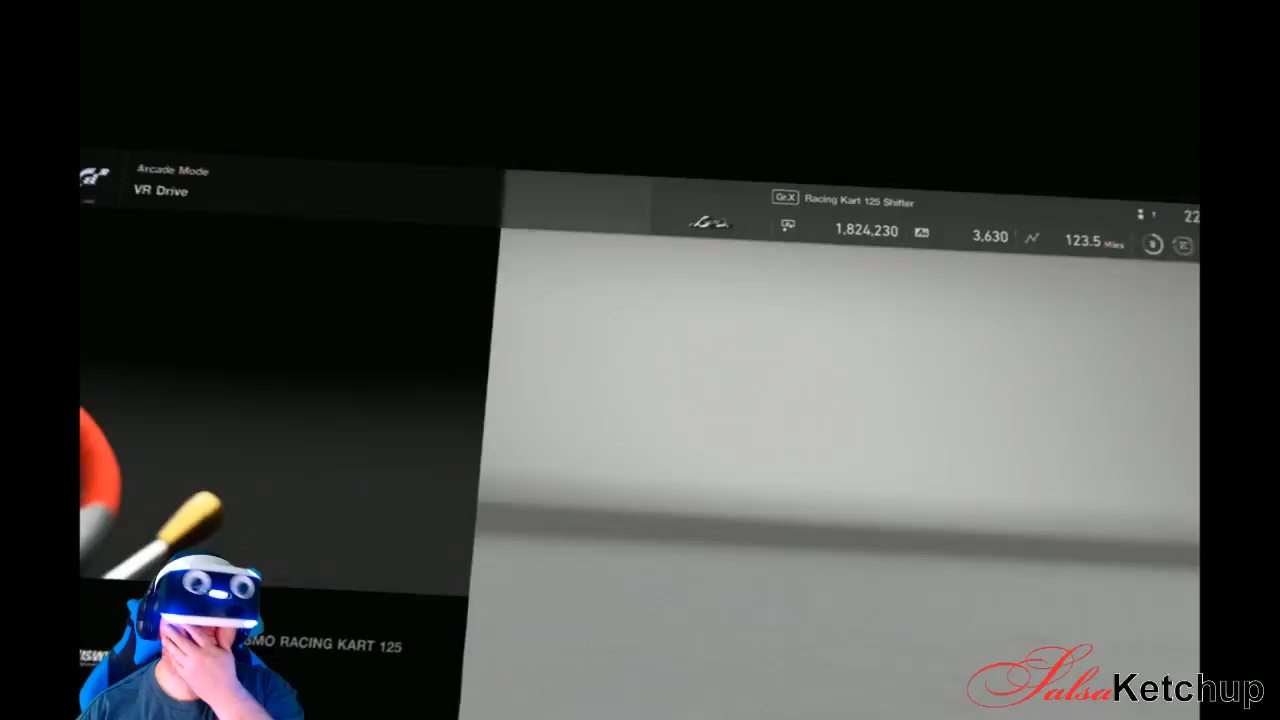 Arcade Mode
VR Drive
Gr.X Racing Kart 125 Shifter
1,824,230 3,630 123.5 Miles
22
RACING KART 125
SalsaKetchup